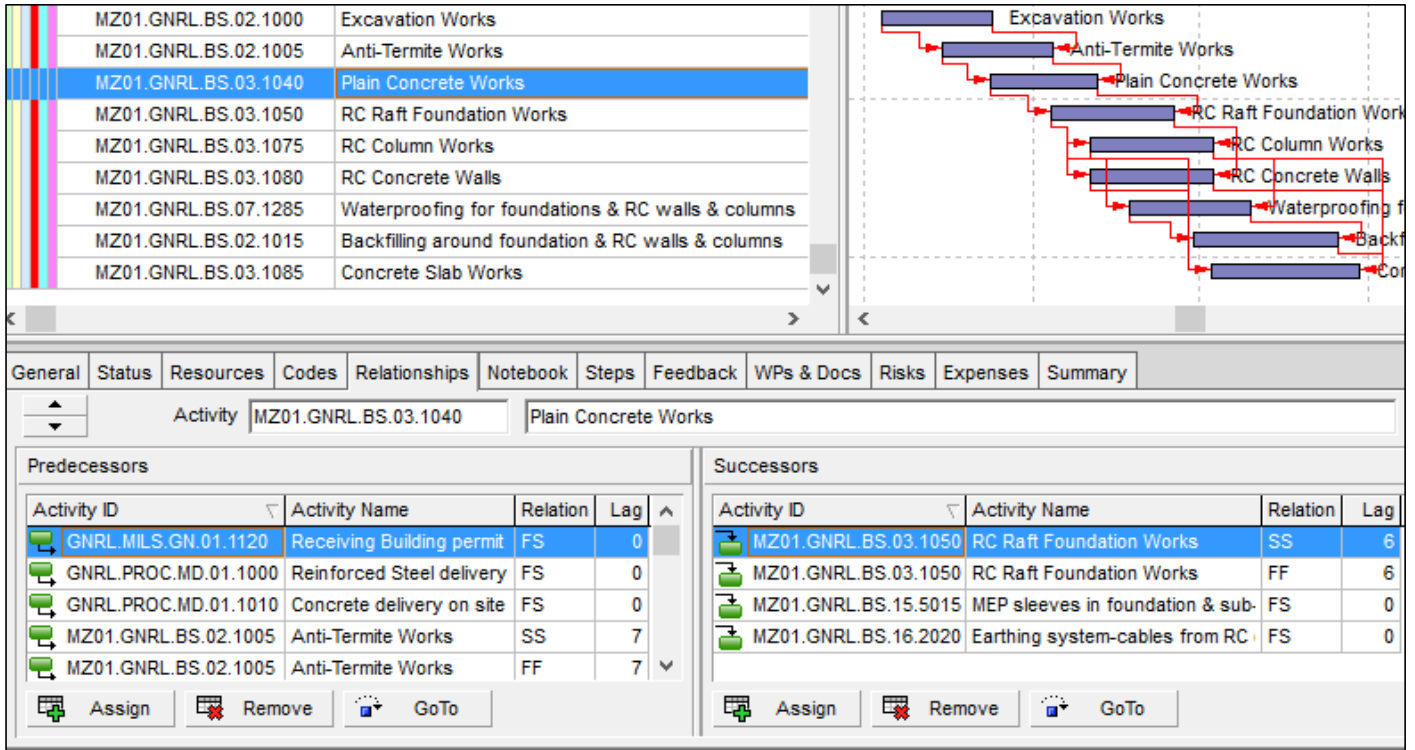 MZ01.GNRL.BS.02.1000 Excavation Works Excavation Works
MZ01.GNRL.BS.02.1005 Anti-Termite Works Anti-Termite Works
MZ01.GNRL.BS.03.1040 Plain Concrete Works Plain Concrete Works
MZ01.GNRL.BS.03.1050 RC Raft Foundation Works RC Raft Foundation Work
MZ01.GNRL.BS.03.1075 RC Column Works RC Column Works
MZ01.GNRL.BS.03.1080 RC Concrete Walls RC Concrete Walls
MZ01.GNRL.BS.07.1285 Waterproofing for foundations & RC walls & columns Waterproofing f
MZ01.GNRL.BS.02.1015 Backfilling around foundation & RC walls & columns Backf
MZ01.GNRL.BS.03.1085 Concrete Slab Works Cor
General Status Resources Codes Relationships Notebook Steps Feedback WPs & Docs Risks Expenses Summary
Activity MZ01.GNRL.BS.03.1040 Plain Concrete Works
Predecessors Successors
Activity ID Activity Name Relation Lag Activity ID Activity Name Relation Lag
GNRL.MILS.GN.01.1120 Receiving Building permit FS 0 MZ01.GNRL.BS.03.1050 RC Raft Foundation Works SS 6
GNRL.PROC.MD.01.1000 Reinforced Steel delivery FS 0 MZ01.GNRL.BS.03.1050 RC Raft Foundation Works FF 6
GNRL.PROC.MD.01.1010 Concrete delivery on site FS 0 MZ01.GNRL.BS.15.5015 MEP sleeves in foundation & sub- FS 0
MZ01.GNRL.BS.02.1005 Anti-Termite Works SS 7 MZ01.GNRL.BS.16.2020 Earthing system-cables from RC FS 0
MZ01.GNRL.BS.02.1005 Anti-Termite Works FF 7
Assign Remove GoTo Assign Remove GoTo